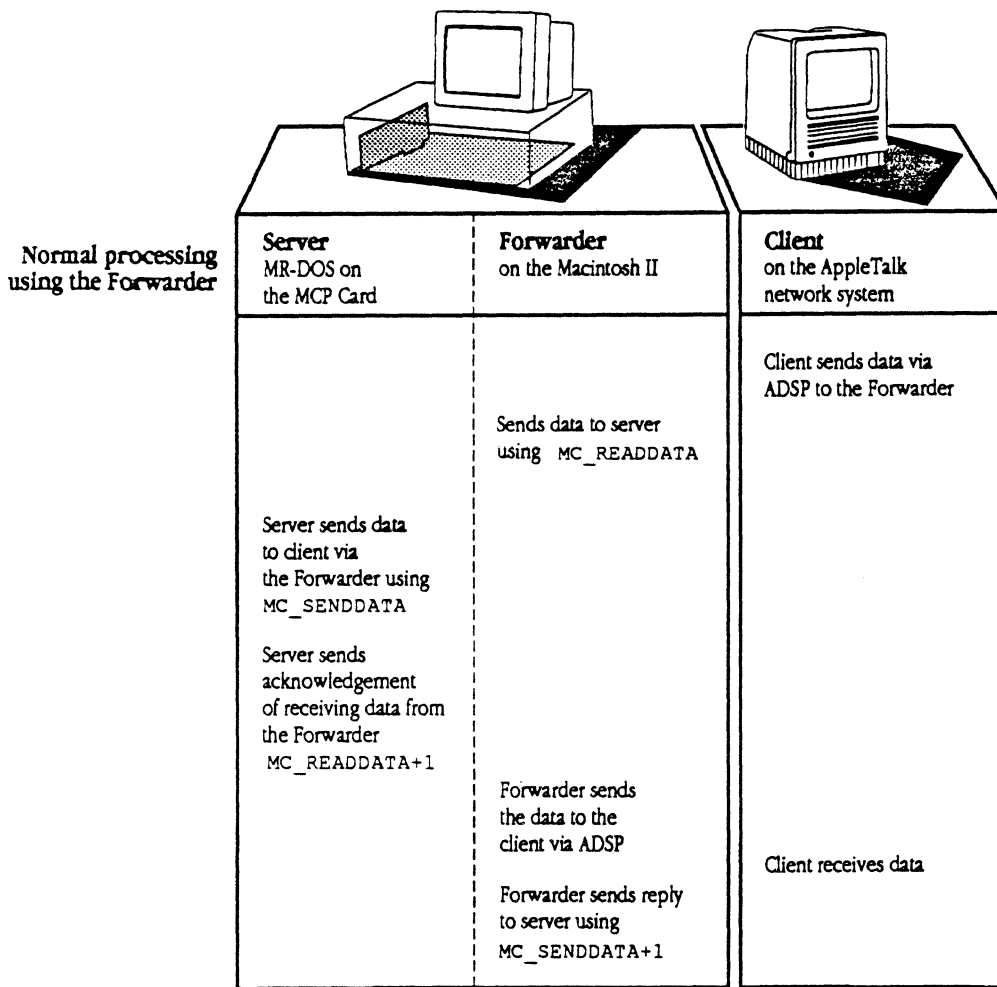 Normal processing
using the Forwarder
Server
MR-DOS on
the MCP Card
Forwarder
on the Macintosh II
Client
on the AppleTalk
network system
Client sends data via
ADSP to the Forwarder
Sends data to server
using MC_READDATA
Server sends data
to client via
the Forwarder using
MC_SENDDATA
Server sends
acknowledgement
of receiving data from
the Forwarder
MC_READDATA+1
Forwarder sends
the data to the
client via ADSP
Client receives data
Forwarder sends reply
to server using
MC_SENDDATA+1